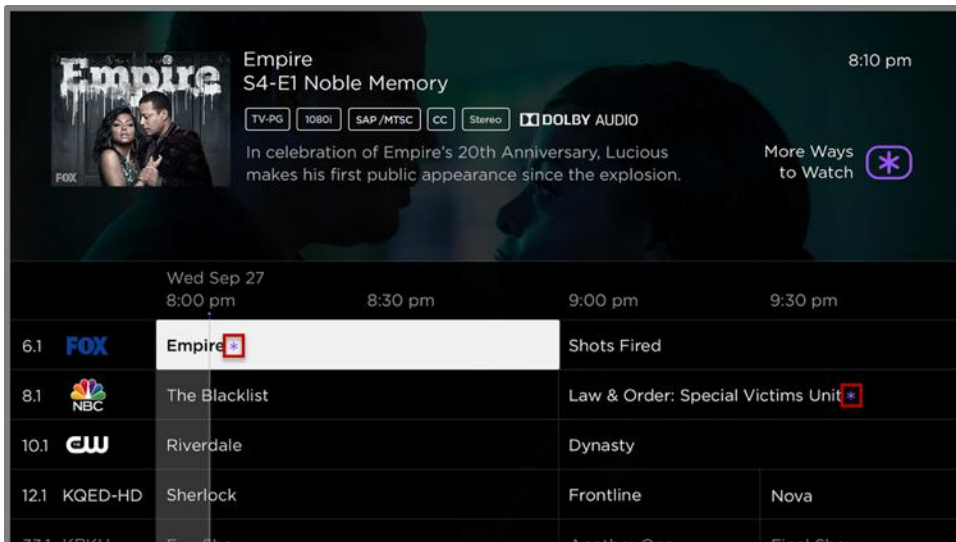 Empire
FOX
Empire
S4-E1 Noble Memory
8:10 pm
TV-PG 1080i SAP/MTSC CC Stereo DOLBY AUDIO
In celebration of Empire's 20th Anniversary, Lucious
makes his first public appearance since the explosion.
More Ways
to Watch *
Wed Sep 27
8:00 pm 8:30 pm 9:00 pm 9:30 pm
6.1 FOX Empire * Shots Fired
8.1 NBC The Blacklist Law & Order: Special Victims Unit *
10.1 THE CW Riverdale Dynasty
12.1 KQED-HD Sherlock Frontline Nova